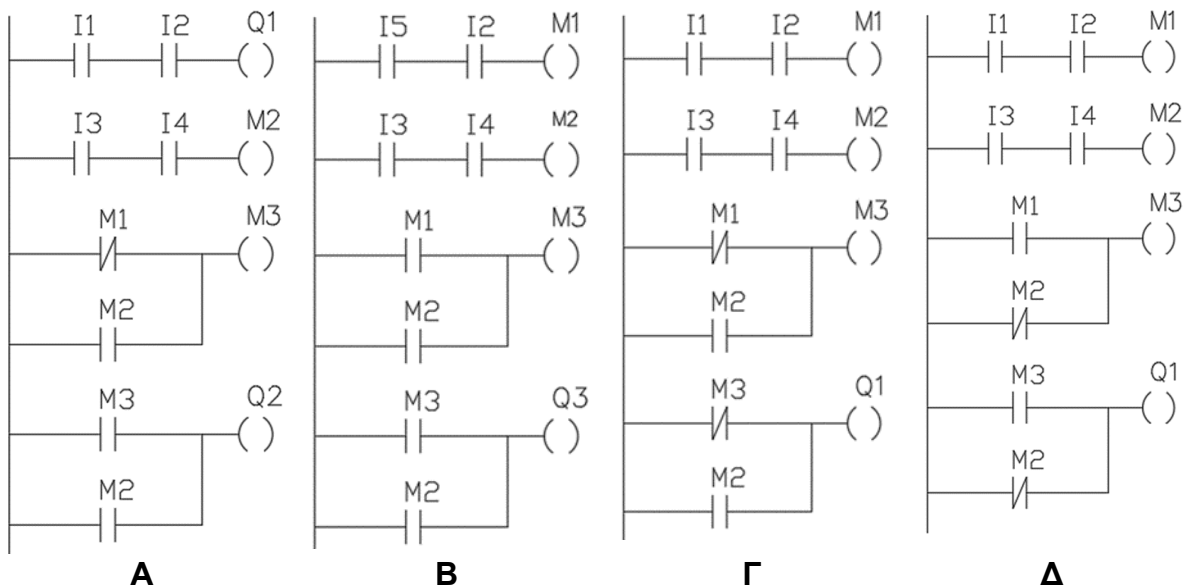 I1 I2 Q1
I3 I4 M2
M1 M3
M2
M3 Q2
M2
Α
I5 I2 M1
I3 I4 M2
M1 M3
M2
M3 Q3
M2
Β
I1 I2 M1
I3 I4 M2
M1 M3
M2
M3 Q1
M2
Γ
I1 I2 M1
I3 I4 M2
M1 M3
M2
M3 Q1
M2
Δ